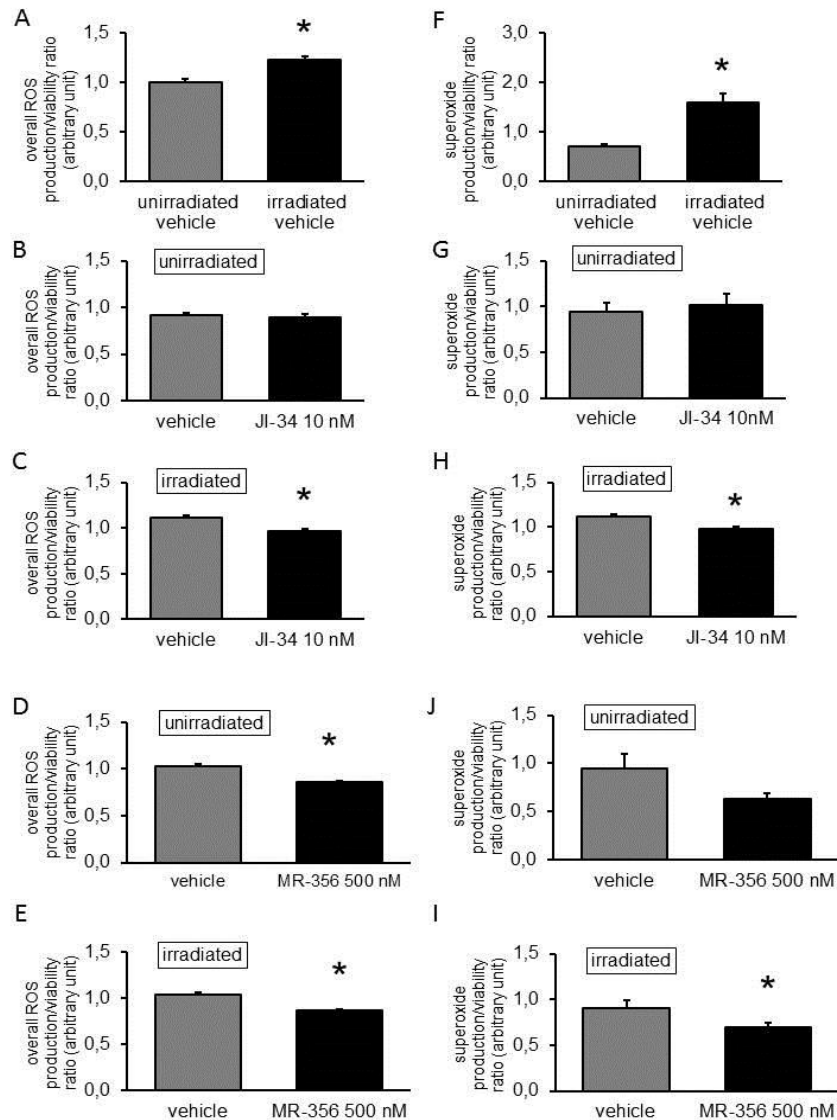 A
overall ROS
production/viability ratio
(arbitrary unit)
1,5
1,0
0,5
0,0
*
unirradiated
vehicle
irradiated
vehicle
F
superoxide
production/viability ratio
(arbitrary unit)
3,0
2,0
1,0
0,0
*
unirradiated
vehicle
irradiated
vehicle
B
overall ROS
production/viability
ratio (arbitrary unit)
1,5
1,0
0,5
0,0
unirradiated
vehicle
JI-34 10 nM
G
superoxide
production/viability
ratio (arbitrary unit)
1,5
1,0
0,5
0,0
unirradiated
vehicle
JI-34 10nM
C
overall ROS
production/viability
ratio (arbitrary unit)
1,5
1,0
0,5
0,0
irradiated
*
vehicle
JI-34 10 nM
H
superoxide
production/viability
ratio (arbitrary unit)
1,5
1,0
0,5
0,0
irradiated
*
vehicle
JI-34 10 nM
D
overall ROS
production/viability
ratio (arbitrary unit)
1,5
1,0
0,5
0,0
unirradiated
*
vehicle
MR-356 500 nM
J
superoxide
production/viability
ratio (arbitrary unit)
1,5
1,0
0,5
0,0
unirradiated
vehicle
MR-356 500 nM
E
overall ROS
production/viability
ratio (arbitrary unit)
1,5
1,0
0,5
0,0
irradiated
*
vehicle
MR-356 500 nM
I
superoxide
production/viability
ratio (arbitrary unit)
1,5
1,0
0,5
0,0
irradiated
*
vehicle
MR-356 500 nM